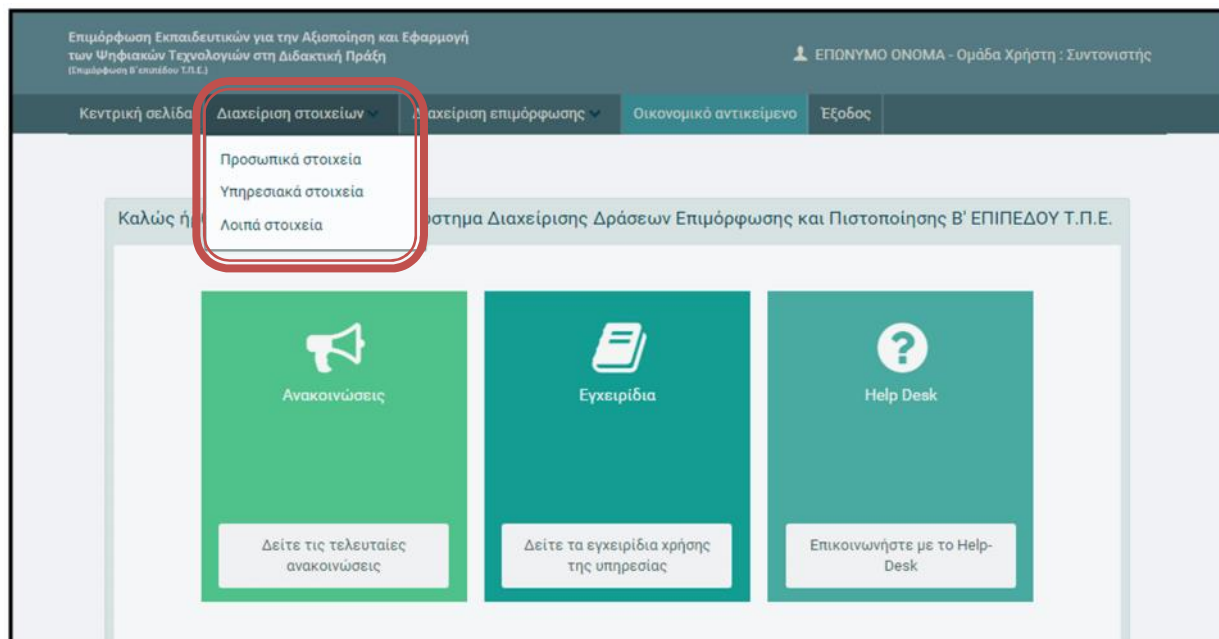 Επιμόρφωση Εκπαιδευτικών για την Αξιοποίηση και Εφαρμογή
των Ψηφιακών Τεχνολογιών στη Διδακτική Πράξη
(Επιμόρφωση Β'επιπέδου Τ.Π.Ε.)
ΕΠΩΝΥΜΟ ΟΝΟΜΑ - Ομάδα Χρήστη : Συντονιστής
Κεντρική σελίδα Διαχείριση στοιχείων Διαχείριση επιμόρφωσης Οικονομικό αντικείμενο Έξοδος
Προσωπικά στοιχεία
Υπηρεσιακά στοιχεία
Λοιπά στοιχεία
Καλώς Διαχείρισης Δράσεων Επιμόρφωσης και Πιστοποίησης Β' ΕΠΙΠΕΔΟΥ Τ.Π.Ε.
Ανακοινώσεις
Δείτε τις τελευταίες
ανακοινώσεις
Εγχειρίδια
Δείτε τα εγχειρίδια χρήσης
της υπηρεσίας
Help Desk
Επικοινωνήστε με το Help-
Desk